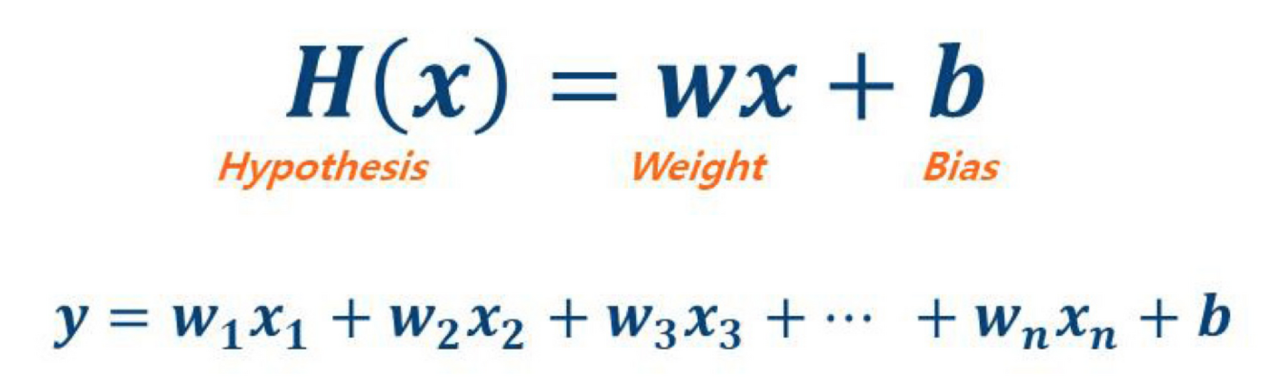 H(x) = wx + b
Hypothesis Weight Bias
y = w₁x₁ + w₂x₂ + w₃x₃ + ⋯ + wₙxₙ + b